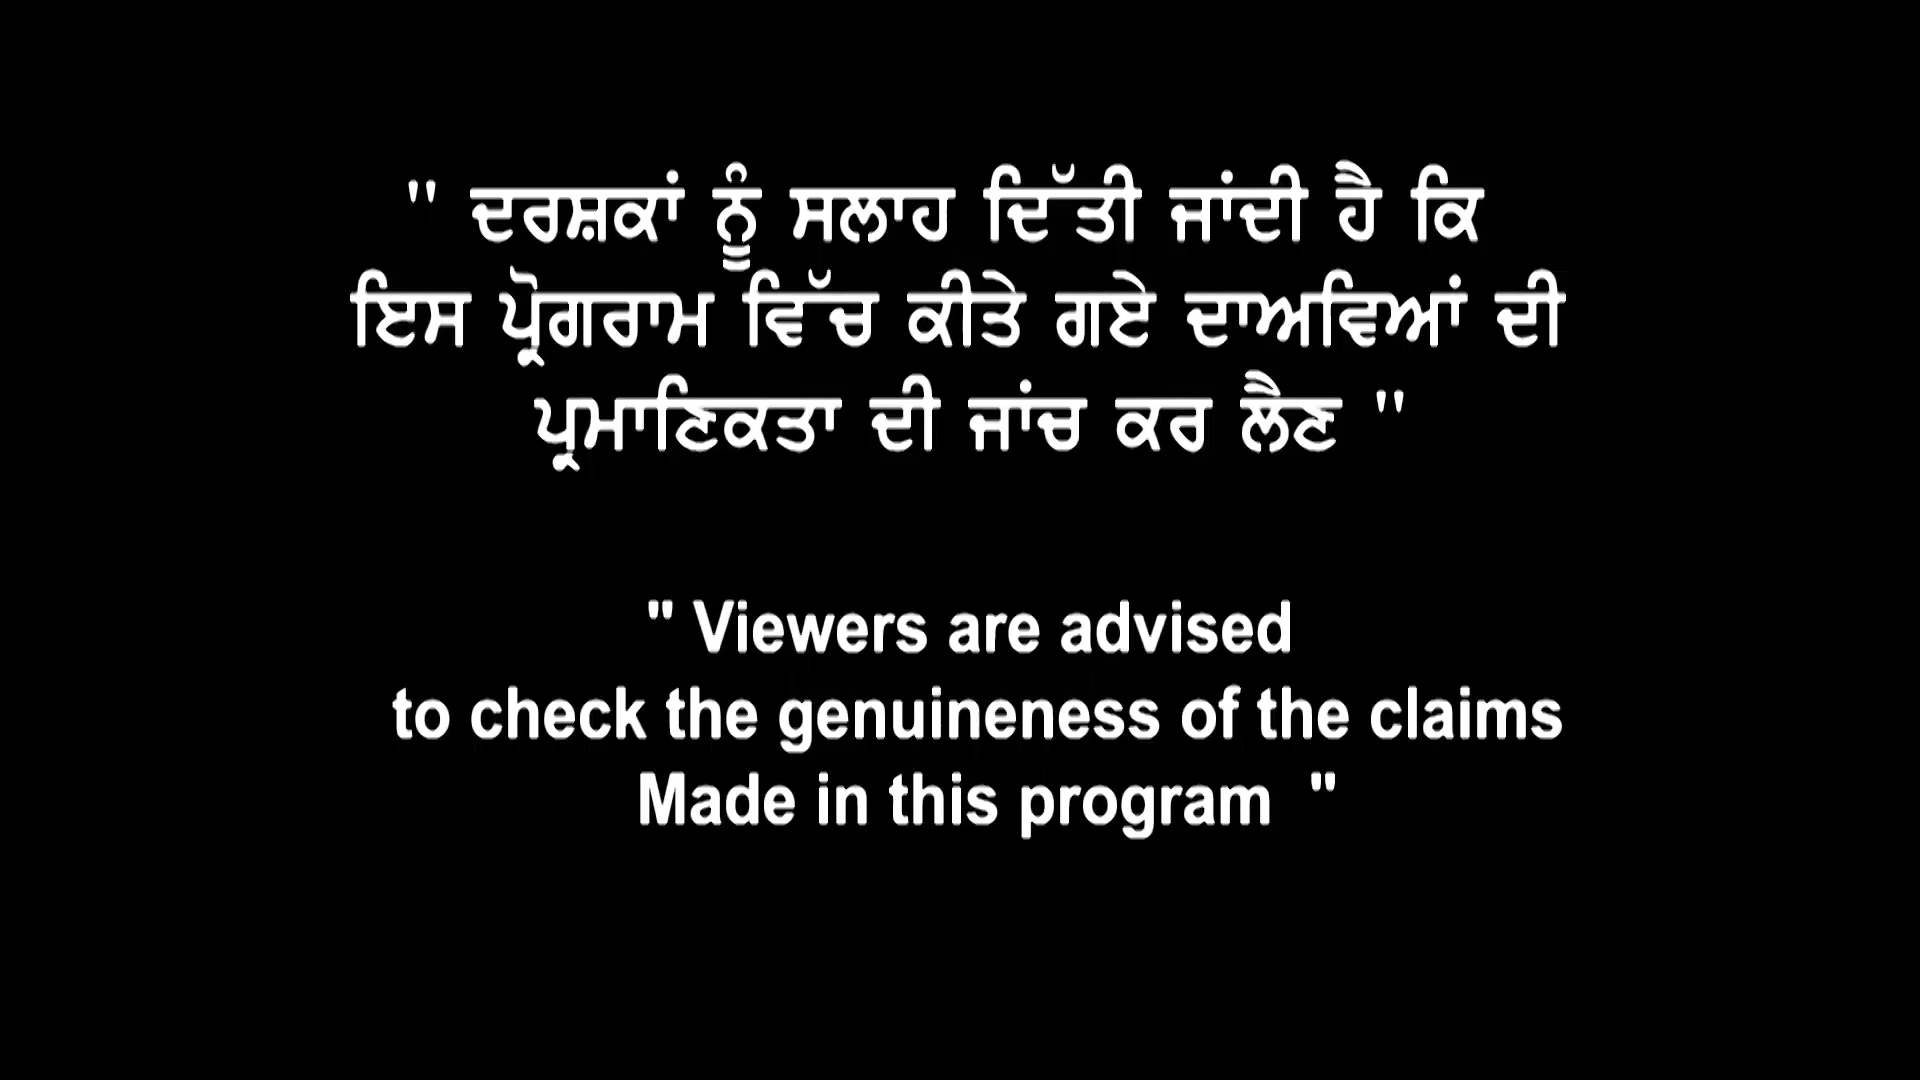 " ਦਰਸ਼ਕਾਂ ਨੂੰ ਸਲਾਹ ਦਿੱਤੀ ਜਾਂਦੀ ਹੈ ਕਿ
ਇਸ ਪ੍ਰੋਗਰਾਮ ਵਿੱਚ ਕੀਤੇ ਗਏ ਦਾਅਵਿਆਂ ਦੀ
ਪ੍ਰਮਾਣਿਕਤਾ ਦੀ ਜਾਂਚ ਕਰ ਲੈਣ "
" Viewers are advised
to check the genuineness of the claims
Made in this program "